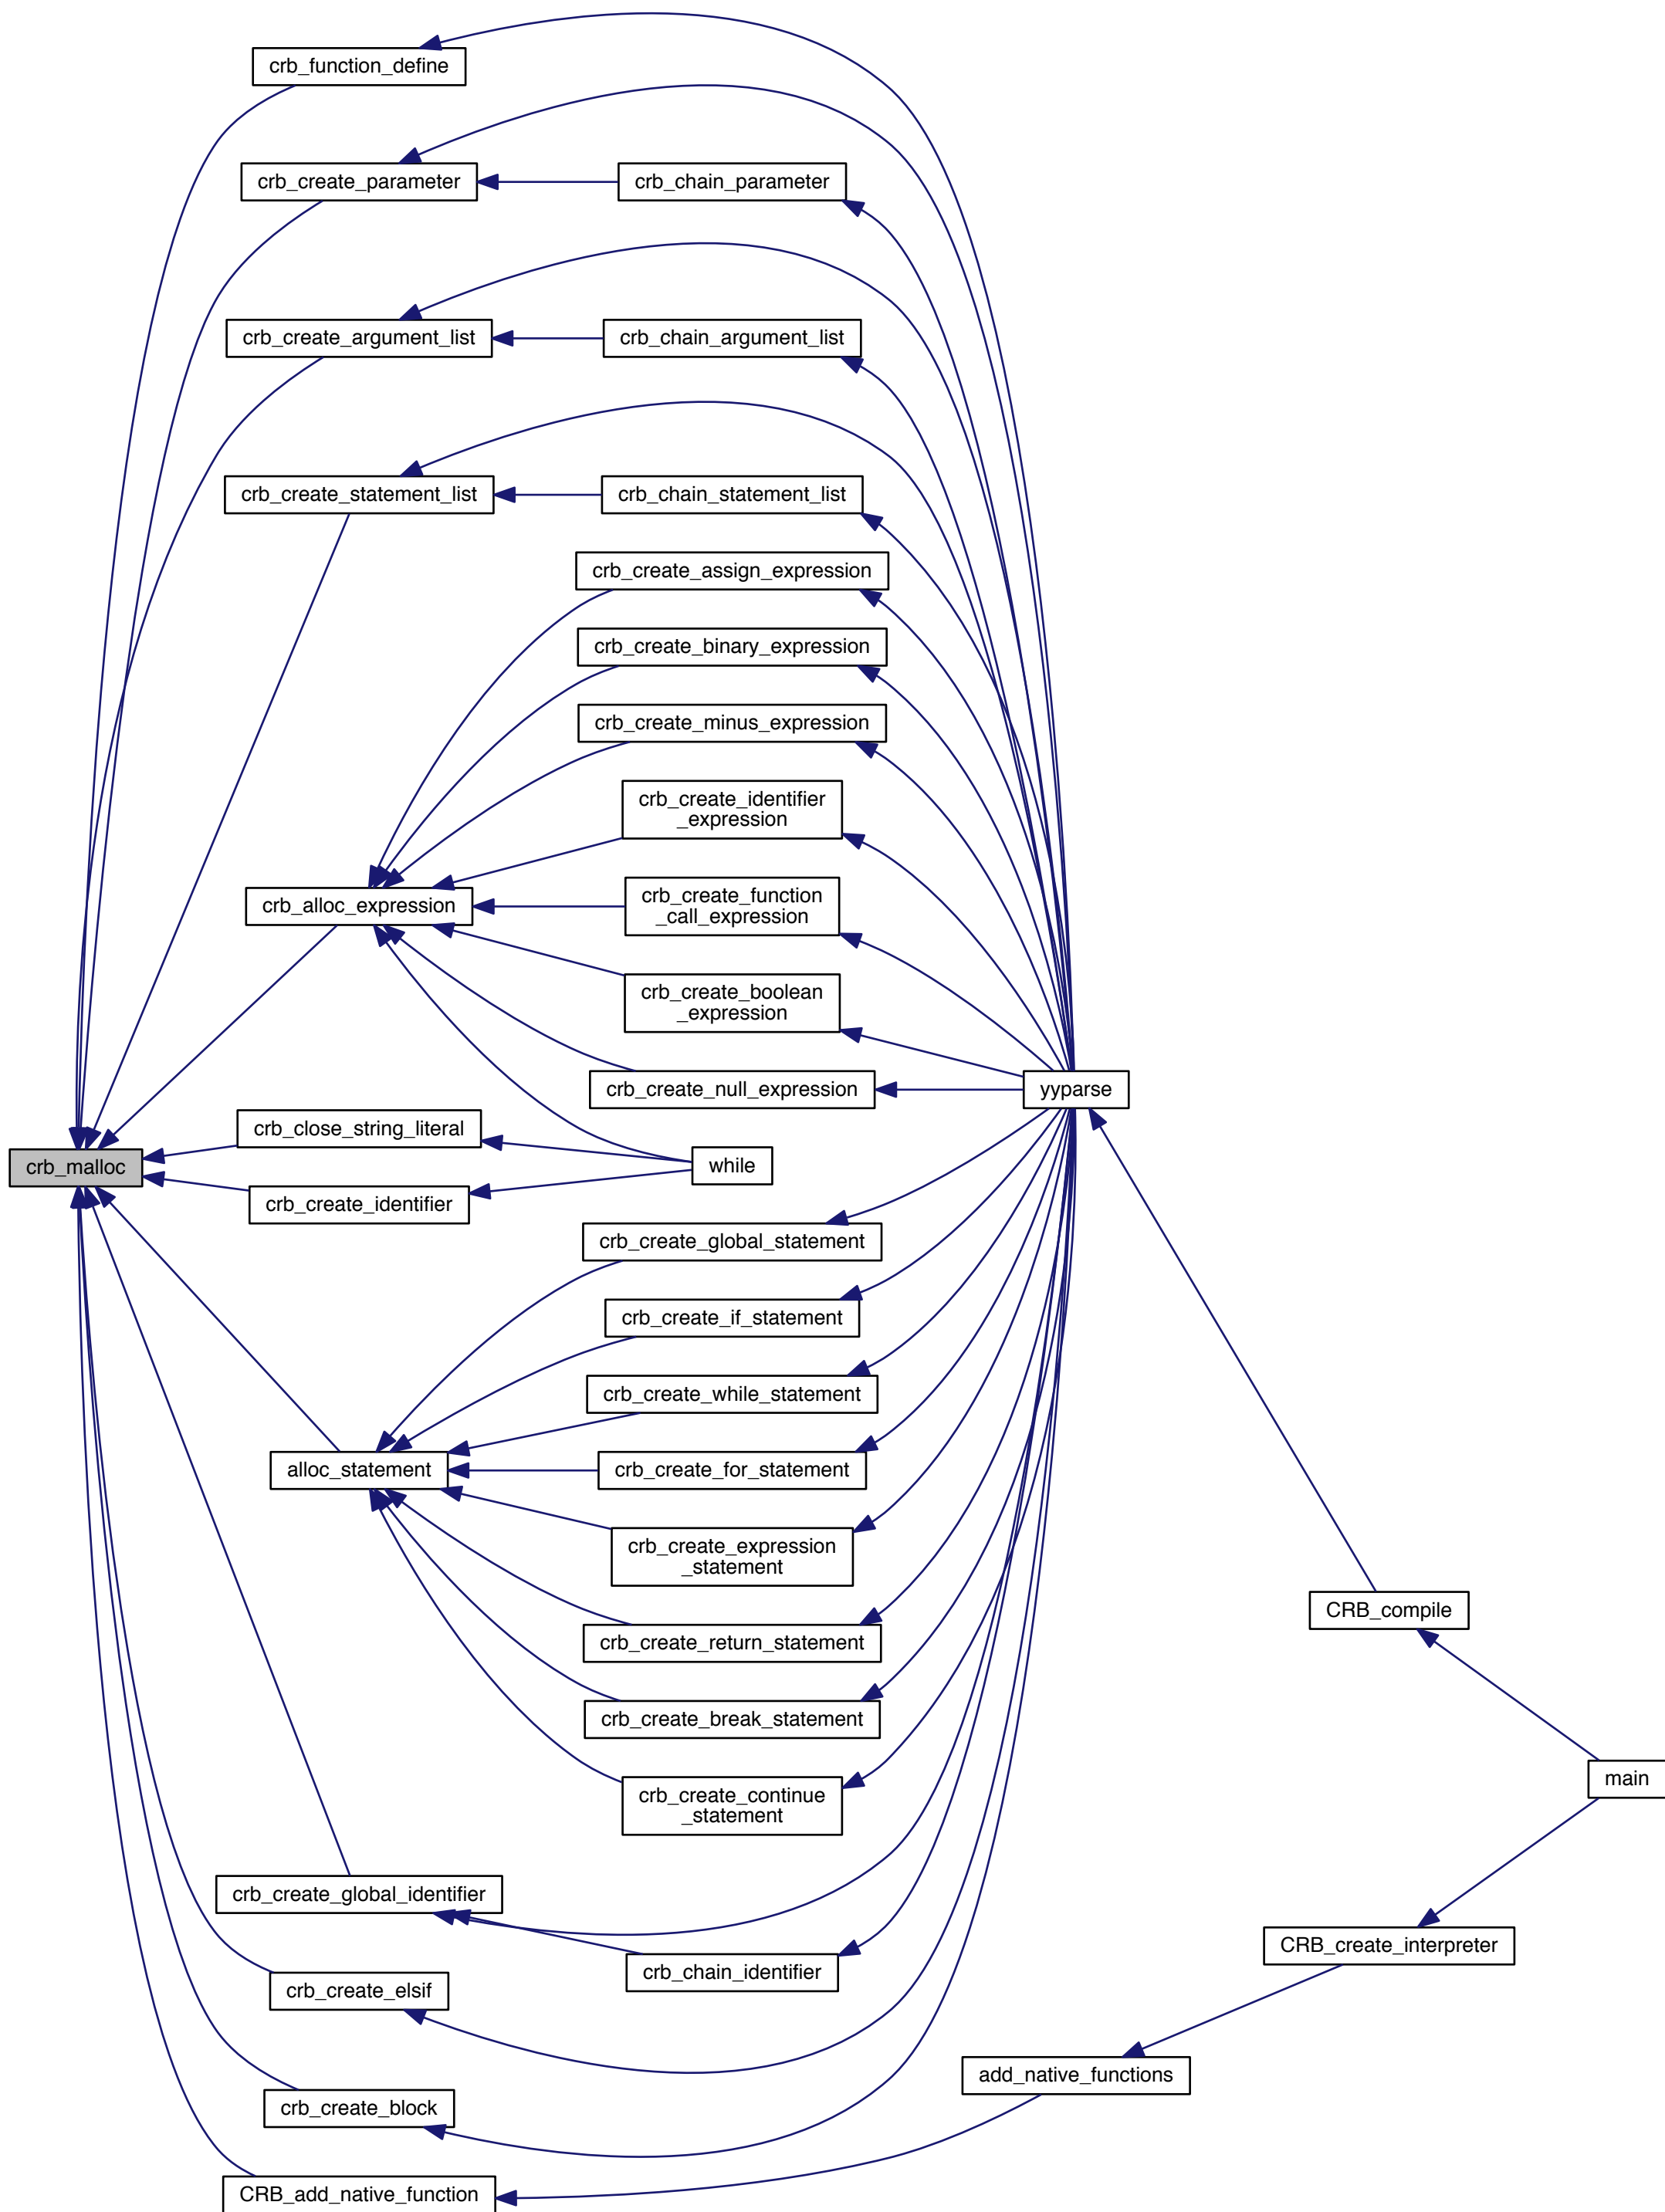 crb_function_define
crb_create_parameter
crb_chain_parameter
crb_create_argument_list
crb_chain_argument_list
crb_create_statement_list
crb_chain_statement_list
crb_create_assign_expression
crb_create_binary_expression
crb_create_minus_expression
crb_create_identifier
_expression
crb_alloc_expression
crb_create_function
_call_expression
crb_create_boolean
_expression
crb_create_null_expression
yyparse
crb_close_string_literal
crb_malloc
while
crb_create_identifier
crb_create_global_statement
crb_create_if_statement
crb_create_while_statement
alloc_statement
crb_create_for_statement
crb_create_expression
_statement
CRB_compile
crb_create_return_statement
crb_create_break_statement
main
crb_create_continue
_statement
crb_create_global_identifier
CRB_create_interpreter
crb_chain_identifier
crb_create_elsif
add_native_functions
crb_create_block
CRB_add_native_function